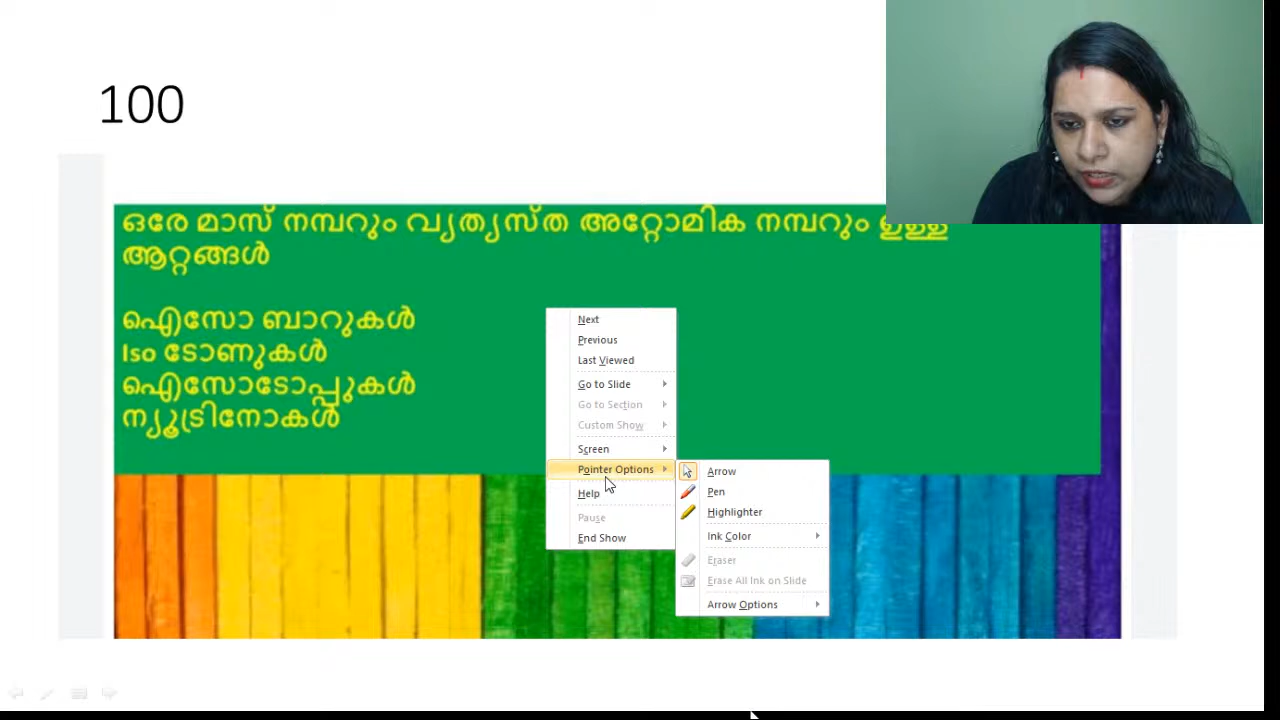 100
ഒരേ മാസ് നമ്പറും വ്യത്യസ്ത അറ്റോമിക നമ്പറും ഉള്ള
ആറ്റങ്ങൾ
ഐസോ ബാറുകൾ
Iso ടോണുകൾ
ഐസോടോപ്പുകൾ
ന്യൂട്രിനോകൾ
Next
Previous
Last Viewed
Go to Slide
Go to Section
Custom Show
Screen
Pointer Options
Help
Pause
End Show
Arrow
Pen
Highlighter
Ink Color
Eraser
Erase All Ink on Slide
Arrow Options